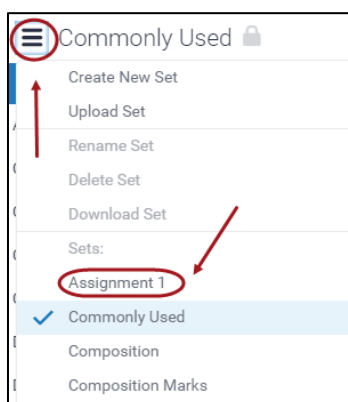 Commonly Used
Create New Set
Upload Set
Rename Set
Delete Set
Download Set
Sets:
Assignment 1
Commonly Used
Composition
Composition Marks